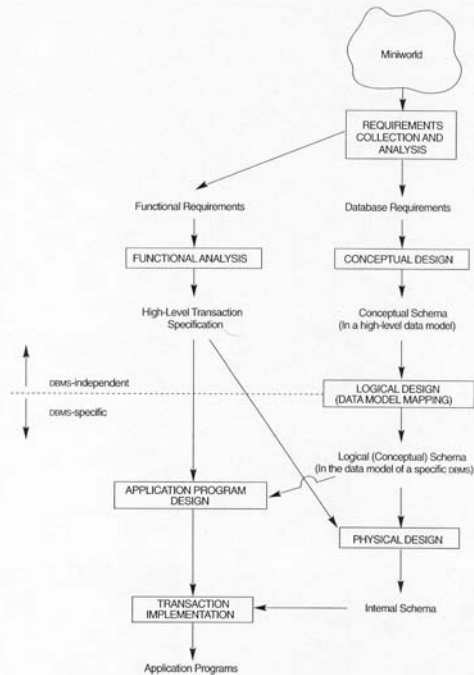 Miniworld
REQUIREMENTS
COLLECTION AND
ANALYSIS
Functional Requirements
Database Requirements
FUNCTIONAL ANALYSIS
CONCEPTUAL DESIGN
High-Level Transaction
Specification
Conceptual Schema
(In a high-level data model)
DBMS-independent
LOGICAL DESIGN
(DATA MODEL MAPPING)
DBMS-specific
Logical (Conceptual) Schema
(In the data model of a specific DBMS)
APPLICATION PROGRAM
DESIGN
PHYSICAL DESIGN
TRANSACTION
IMPLEMENTATION
Internal Schema
Application Programs